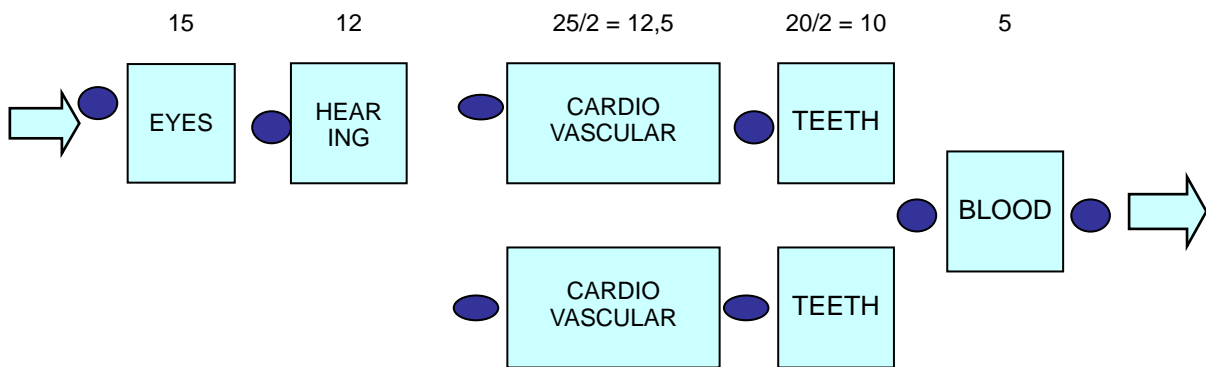 15
12
25/2 = 12,5
20/2 = 10
5
EYES
HEAR
ING
CARDIO
VASCULAR
TEETH
BLOOD
CARDIO
VASCULAR
TEETH